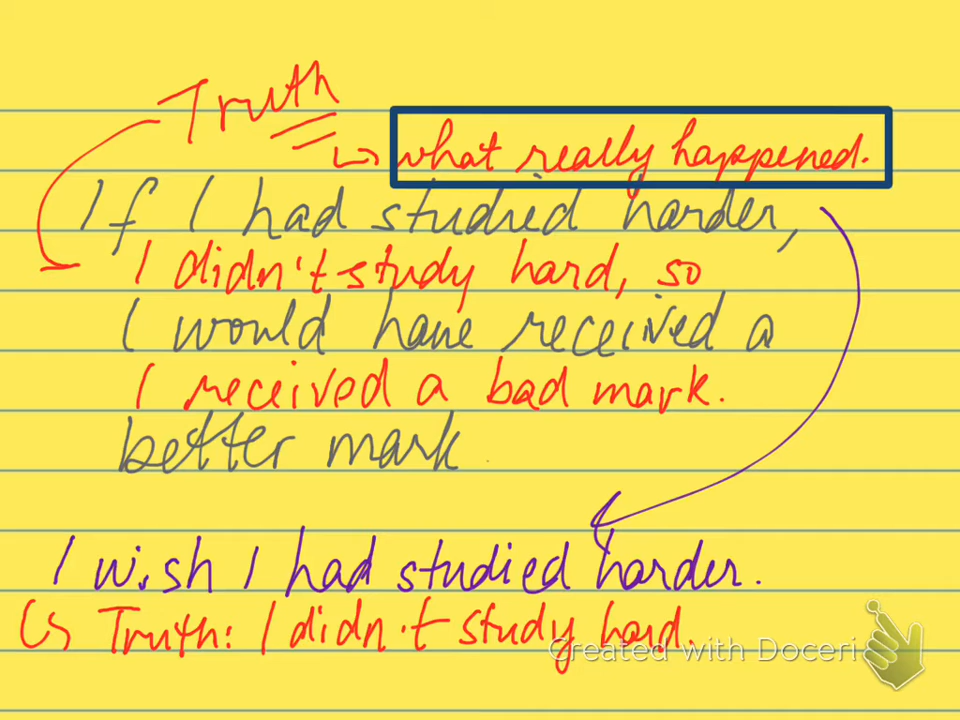 Truth
↳ what really happened.
If I had studied harder,
I didn't study hard, so
I would have received a
I received a bad mark.
better mark
I wish I had studied harder.
↳ Truth: I didn't study hard.
Created with Doceri